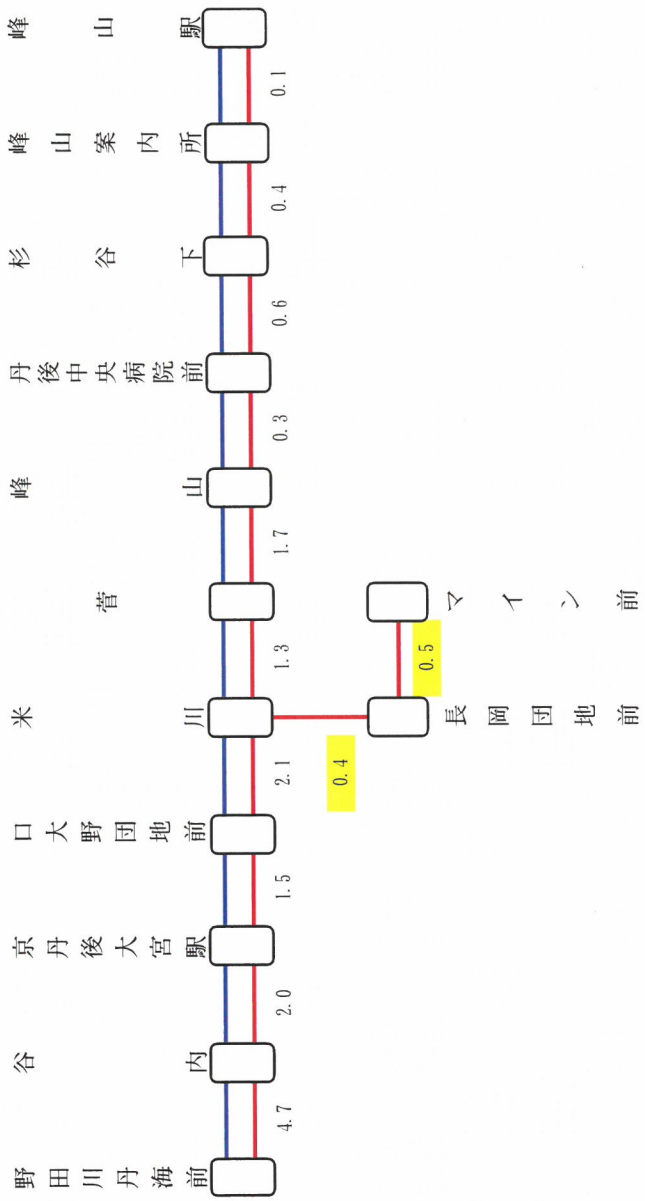 峰山駅
0.1
峰山案内所
0.4
杉谷下
0.6
丹後中央病院前
0.3
峰山
1.7
菅
1.3
米川
2.1
口大野団地前
1.5
京丹後大宮駅
2.0
谷内
4.7
野田川丹海前
0.4
長岡団地前
0.5
マイン前